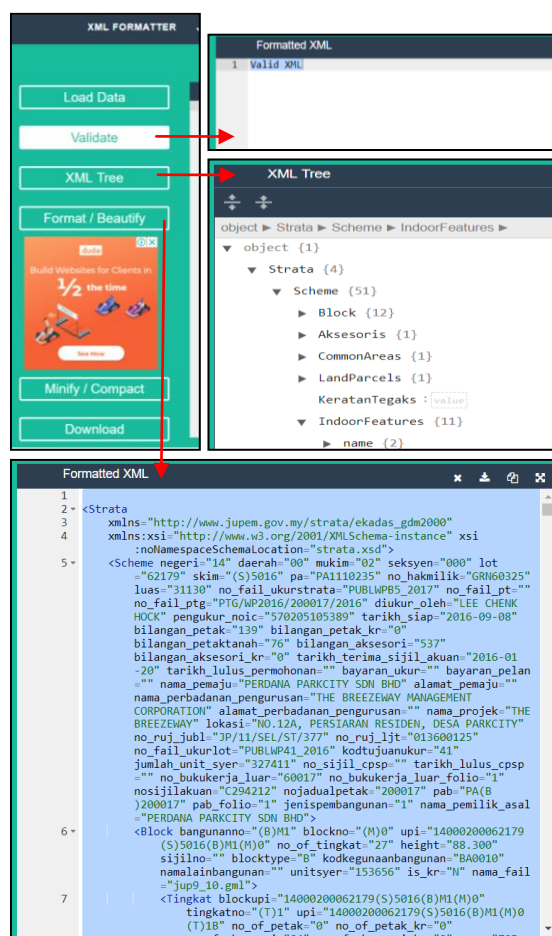 XML FORMATTER
Load Data
Validate
XML Tree
Format / Beautify
duda
Build Websites for Clients in
1/2 the time
See How
Minify / Compact
Download
Formatted XML
1 Valid XML
XML Tree
object ► Strata ► Scheme ► IndoorFeatures ►
▼ object {1}
▼ Strata {4}
▼ Scheme {51}
► Block {12}
► Aksesoris {1}
► CommonAreas {1}
► LandParcels {1}
KeratanTegaks : value
▼ IndoorFeatures {11}
► name {2}
Formatted XML
1
2 <Strata
3 xmlns="http://www.jupem.gov.my/strata/ekadas_gdm2000"
4 xmlns:xsi="http://www.w3.org/2001/XMLSchema-instance" xsi
:noNamespaceSchemaLocation="strata.xsd">
5 <Scheme negeri="14" daerah="00" mukim="02" seksyen="000" lot
="62179" skim="(S)5016" pa="PA1110235" no_hakmilik="GRN60325"
luas="31130" no_fail_ukurstrata="PUBLWPB5_2017" no_fail_pt=""
no_fail_ptg="PTG/WP2016/200017/2016" diukur_oleh="LEE CHENK
HOCK" pengukur_noic="570205105389" tarikh_siap="2016-09-08"
bilangan_petak="139" bilangan_petak_kr="0"
bilangan_petaktanah="76" bilangan_aksesori="537"
bilangan_aksesori_kr="0" tarikh_terima_sijil_akuan="2016-01
-20" tarikh_lulus_permohonan="" bayaran_ukur="" bayaran_pelan
="" nama_pemaju="PERDANA PARKCITY SDN BHD" alamat_pemaju=""
nama_perbadanan_pengurusan="THE BREEZEWAY MANAGEMENT
CORPORATION" alamat_perbadanan_pengurusan="" nama_projek="THE
BREEZEWAY" lokasi="NO.12A, PERSIARAN RESIDEN, DESA PARKCITY"
no_ruj_jubl="JP/11/SEL/ST/377" no_ruj_ljt="013600125"
no_fail_ukurlot="PUBLWP41_2016" kodtujuanukur="41"
jumlah_unit_syer="327411" no_sijil_cpsp="" tarikh_lulus_cpsp
="" no_bukukerja_luar="60017" no_bukukerja_luar_folio="1"
nosijilakuan="C294212" nojadualpetak="200017" pab="PA(B
)200017" pab_folio="1" jenispembangunan="1" nama_pemilik_asal
="PERDANA PARKCITY SDN BHD">
6 <Block bangunanno="(B)M1" blockno="(M)0" upi="14000200062179
(S)5016(B)M1(M)0" no_of_tingkat="27" height="88.300"
sijilno="" blocktype="B" kodkegunaanbangunan="BA0010"
namalainbangunan="" unitsyer="153656" is_kr="N" nama_fail
="jup9_10.gml">
7 <Tingkat blockupi="14000200062179(S)5016(B)M1(M)0"
tingkatno="(T)1" upi="14000200062179(S)5016(B)M1(M)0
(T)1B" no_of_petak="0" no_of_petak_kr="0"